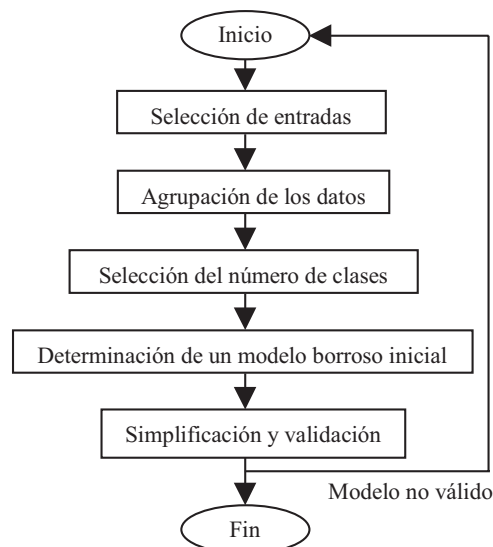 Inicio
Selección de entradas
Agrupación de los datos
Selección del número de clases
Determinación de un modelo borroso inicial
Simplificación y validación
Modelo no válido
Fin